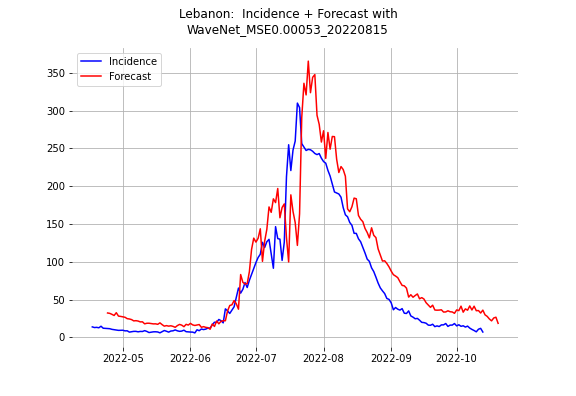 Lebanon:  Incidence + Forecast with
WaveNet_MSE0.00053_20220815
Incidence
Forecast
350
300
250
200
150
100
50
0
2022-05 2022-06 2022-07 2022-08 2022-09 2022-10